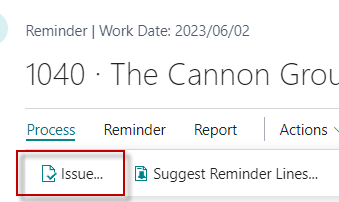 Reminder | Work Date: 2023/06/02
1040 · The Cannon Grou
Process Reminder Report Actions
Issue... Suggest Reminder Lines...